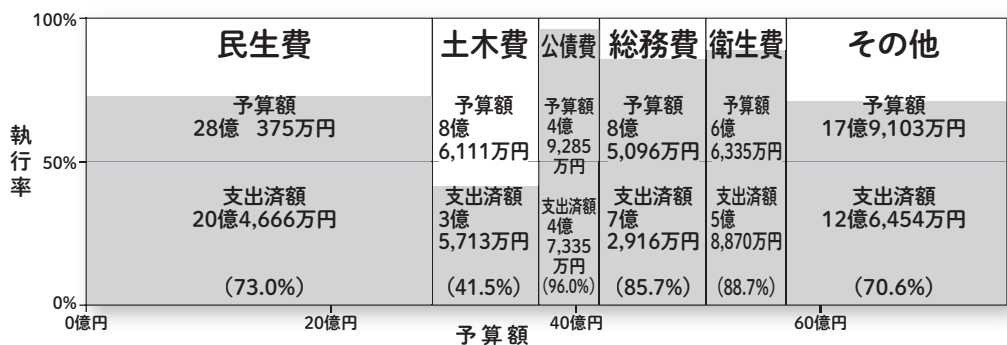 100%
50%
0%
執行率
民生費
予算額
28億 375万円
支出済額
20億4,666万円
(73.0%)
土木費
予算額
8億
6,111万円
支出済額
3億
5,713万円
(41.5%)
公債費
予算額
4億
9,285
万円
支出済額
4億
7,335
万円
(96.0%)
総務費
予算額
8億
5,096万円
支出済額
7億
2,916万円
(85.7%)
衛生費
予算額
6億
6,335万円
支出済額
5億
8,870万円
(88.7%)
その他
予算額
17億9,103万円
支出済額
12億6,454万円
(70.6%)
0億円
20億円
40億円
60億円
予算額